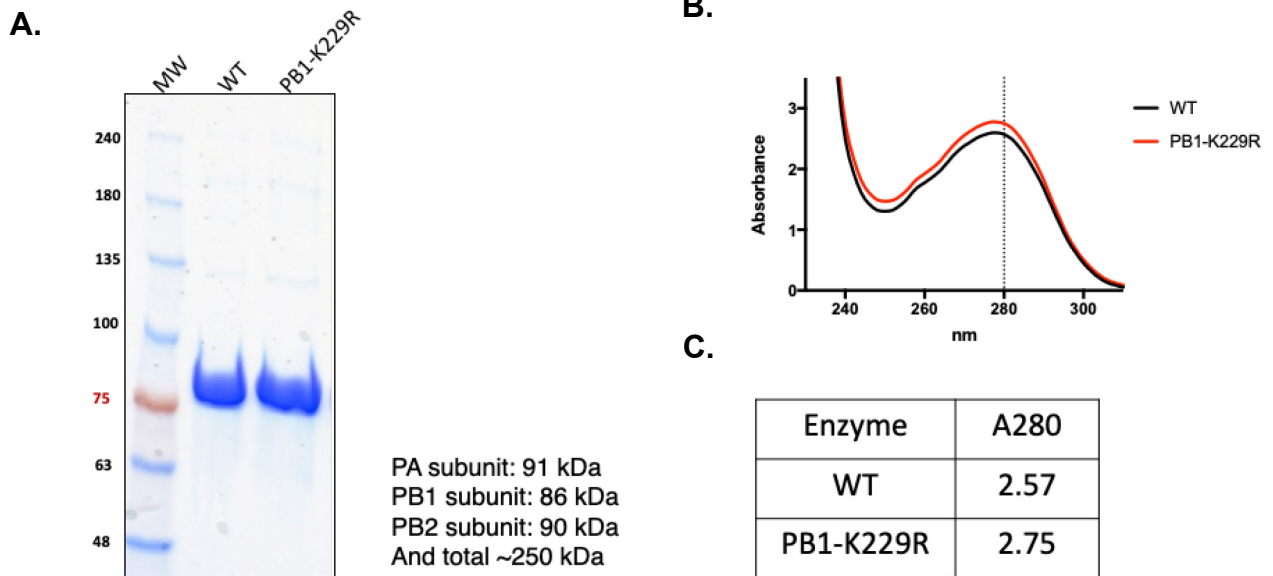 A.
MW
WT
PB1-K229R
240
180
135
100
75
63
48
PA subunit: 91 kDa
PB1 subunit: 86 kDa
PB2 subunit: 90 kDa
And total ~250 kDa
B.
Absorbance
3
2
1
0
240
260
280
300
nm
WT
PB1-K229R
C.
Enzyme A280
WT 2.57
PB1-K229R 2.75